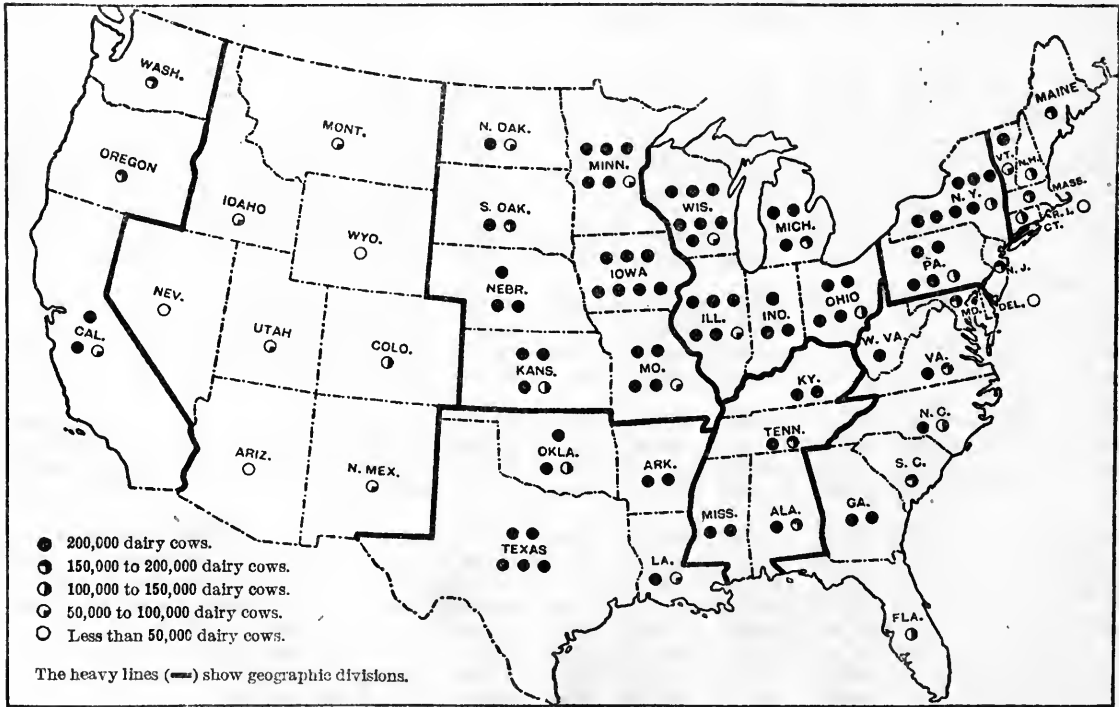 WASH.
MONT.
N. DAK.
MINN.
MAINE
VT.
N.H.
OREGON
IDAHO
S. DAK.
WIS.
MICH.
N.Y.
MASS.
R.I.
CT.
WYO.
IOWA
PA.
N.J.
NEBR.
NEV.
UTAH
COLO.
ILL.
IND.
OHIO
MD.
DEL.
CAL.
KANS.
MO.
W. VA.
VA.
KY.
ARIZ.
N. MEX.
OKLA.
ARK.
TENN.
N. C.
S. C.
MISS.
ALA.
GA.
TEXAS
LA.
FLA.
200,000 dairy cows.
150,000 to 200,000 dairy cows.
100,000 to 150,000 dairy cows.
50,000 to 100,000 dairy cows.
Less than 50,000 dairy cows.
The heavy lines (━) show geographic divisions.